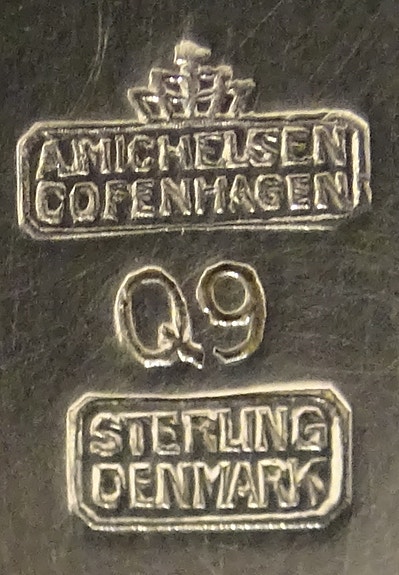 A.MICHELSEN
COPENHAGEN
Q9
STERLING
DENMARK